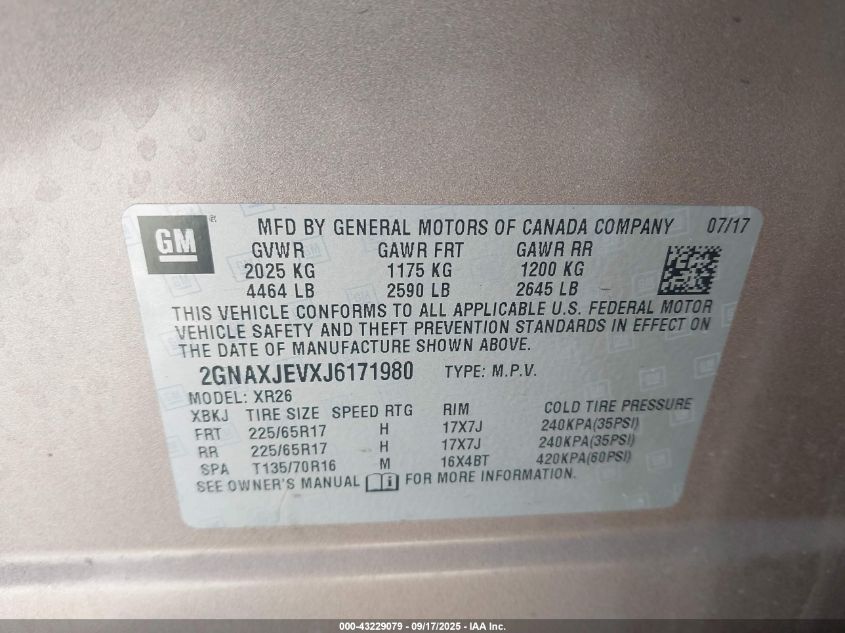 GM
MFD BY GENERAL MOTORS OF CANADA COMPANY 07/17
GVWR GAWR FRT GAWR RR
2025 KG 1175 KG 1200 KG
4464 LB 2590 LB 2645 LB
THIS VEHICLE CONFORMS TO ALL APPLICABLE U.S. FEDERAL MOTOR
VEHICLE SAFETY AND THEFT PREVENTION STANDARDS IN EFFECT ON
THE DATE OF MANUFACTURE SHOWN ABOVE.
2GNAXJEVXJ6171980 TYPE: M.P.V.
MODEL: XR26
XBKJ TIRE SIZE SPEED RTG RIM COLD TIRE PRESSURE
FRT 225/65R17 H 17X7J 240KPA(35PSI)
RR 225/65R17 H 17X7J 240KPA(35PSI)
SPA T135/70R16 M 16X4BT 420KPA(60PSI)
SEE OWNER'S MANUAL FOR MORE INFORMATION.
000-43229079 - 09/17/2025 - IAA Inc.